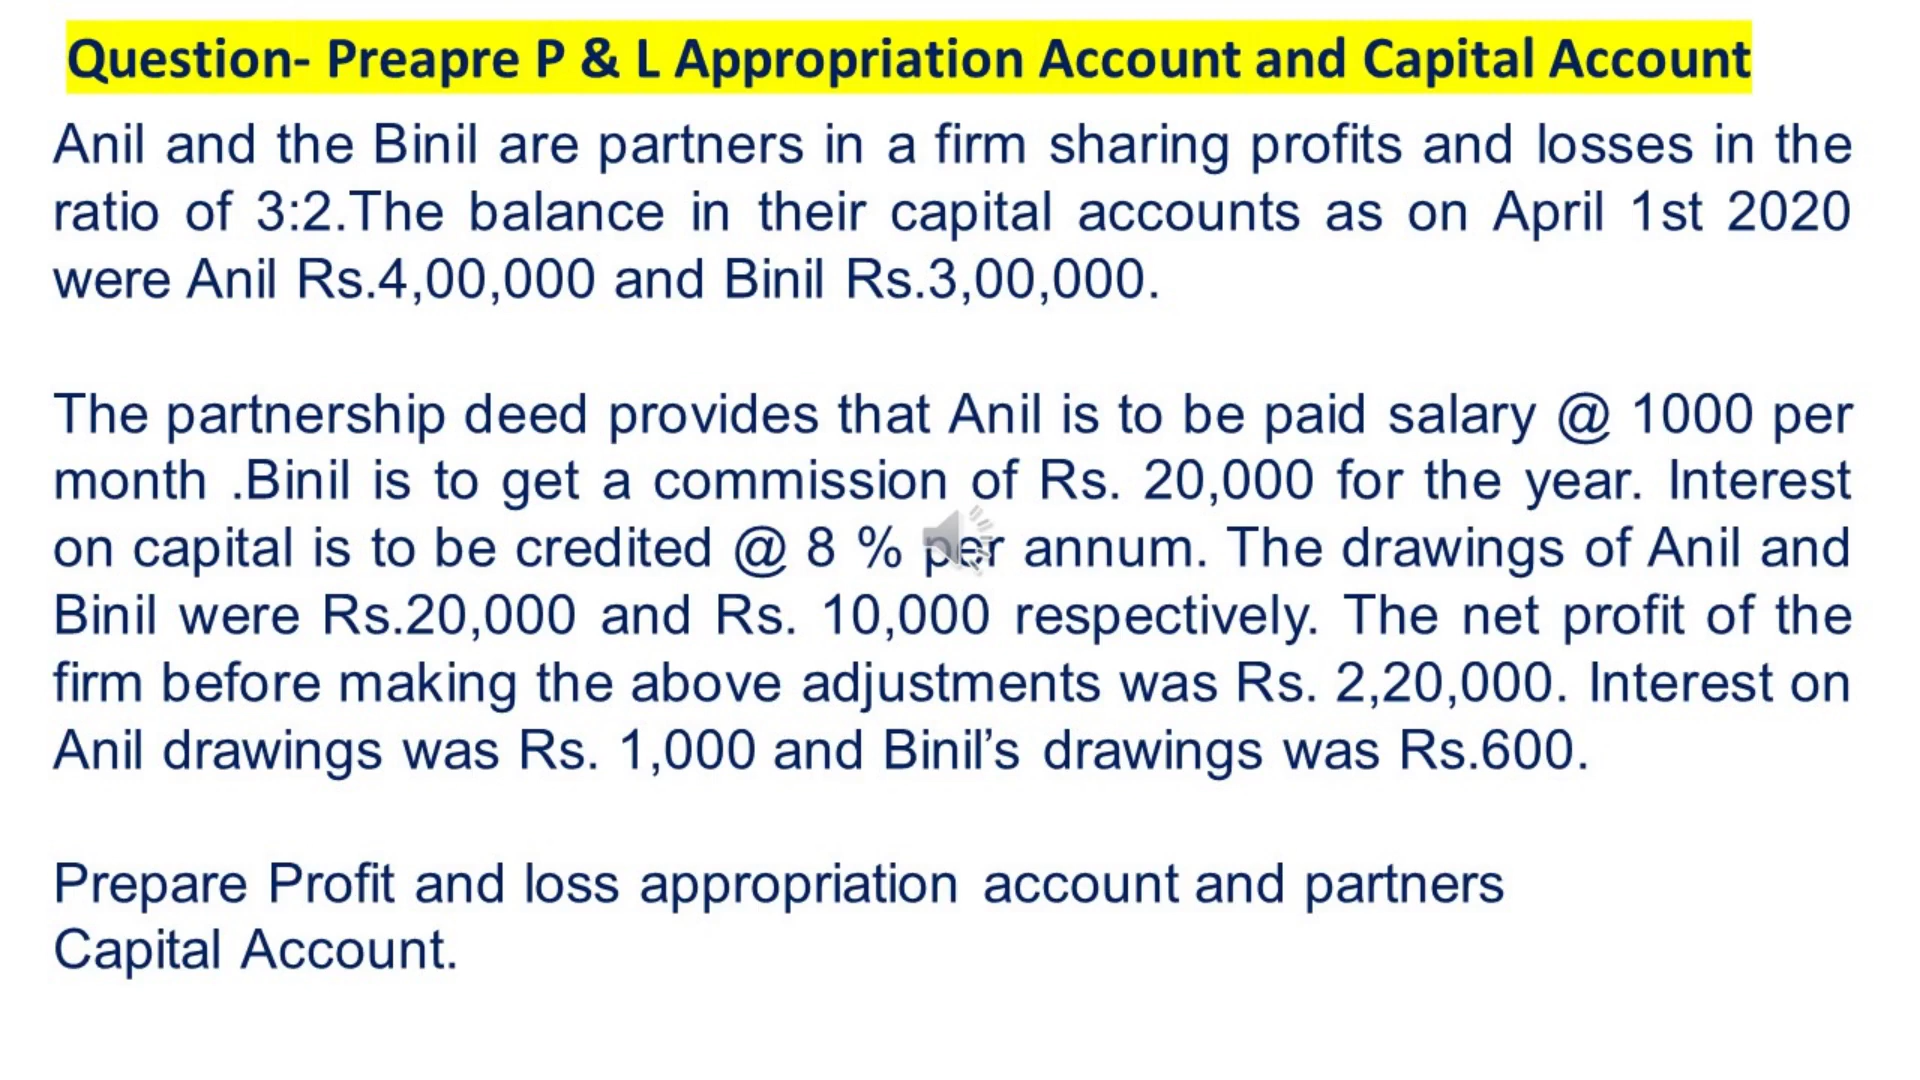 Question- Preapre P & L Appropriation Account and Capital Account
Anil and the Binil are partners in a firm sharing profits and losses in the
ratio of 3:2.The balance in their capital accounts as on April 1st 2020
were Anil Rs.4,00,000 and Binil Rs.3,00,000.
The partnership deed provides that Anil is to be paid salary @ 1000 per
month .Binil is to get a commission of Rs. 20,000 for the year. Interest
on capital is to be credited @ 8 % per annum. The drawings of Anil and
Binil were Rs.20,000 and Rs. 10,000 respectively. The net profit of the
firm before making the above adjustments was Rs. 2,20,000. Interest on
Anil drawings was Rs. 1,000 and Binil’s drawings was Rs.600.
Prepare Profit and loss appropriation account and partners
Capital Account.